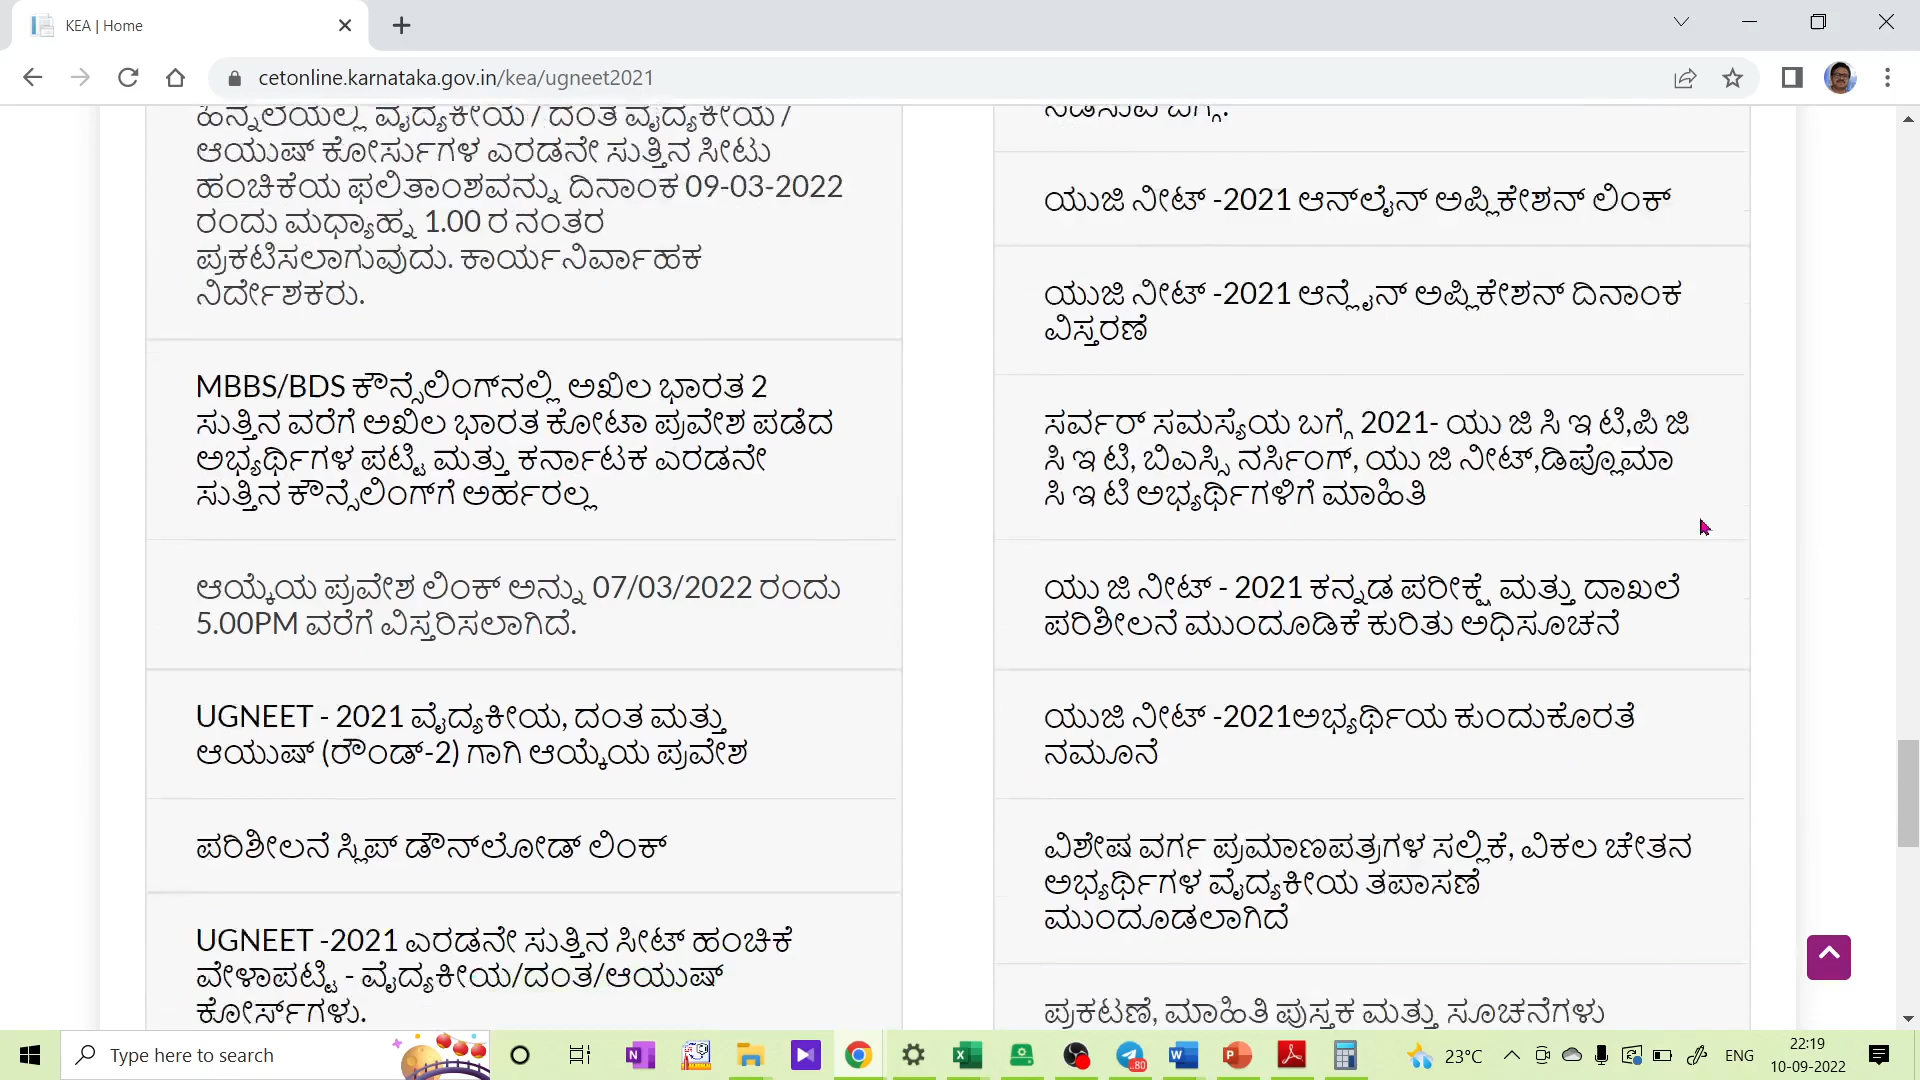 KEA | Home
cetonline.karnataka.gov.in/kea/ugneet2021
ಹಿನ್ನಲೆಯಲ್ಲಿ ವೈದ್ಯಕೀಯ / ದಂತ ವೈದ್ಯಕೀಯ /
ಆಯುಷ್ ಕೋರ್ಸುಗಳ ಎರಡನೇ ಸುತ್ತಿನ ಸೀಟು
ಹಂಚಿಕೆಯ ಫಲಿತಾಂಶವನ್ನು ದಿನಾಂಕ 09-03-2022
ರಂದು ಮಧ್ಯಾಹ್ನ 1.00 ರ ನಂತರ
ಪ್ರಕಟಿಸಲಾಗುವುದು. ಕಾರ್ಯನಿರ್ವಾಹಕ
ನಿರ್ದೇಶಕರು.
MBBS/BDS ಕೌನ್ಸೆಲಿಂಗ್‌ನಲ್ಲಿ ಅಖಿಲ ಭಾರತ 2
ಸುತ್ತಿನ ವರೆಗೆ ಅಖಿಲ ಭಾರತ ಕೋಟಾ ಪ್ರವೇಶ ಪಡೆದ
ಅಭ್ಯರ್ಥಿಗಳ ಪಟ್ಟಿ ಮತ್ತು ಕರ್ನಾಟಕ ಎರಡನೇ
ಸುತ್ತಿನ ಕೌನ್ಸೆಲಿಂಗ್‌ಗೆ ಅರ್ಹರಲ್ಲ
ಆಯ್ಕೆಯ ಪ್ರವೇಶ ಲಿಂಕ್ ಅನ್ನು 07/03/2022 ರಂದು
5.00PM ವರೆಗೆ ವಿಸ್ತರಿಸಲಾಗಿದೆ.
UGNEET - 2021 ವೈದ್ಯಕೀಯ, ದಂತ ಮತ್ತು
ಆಯುಷ್ (ರೌಂಡ್-2) ಗಾಗಿ ಆಯ್ಕೆಯ ಪ್ರವೇಶ
ಪರಿಶೀಲನೆ ಸ್ಲಿಪ್ ಡೌನ್‌ಲೋಡ್ ಲಿಂಕ್
UGNEET -2021 ಎರಡನೇ ಸುತ್ತಿನ ಸೀಟ್ ಹಂಚಿಕೆ
ವೇಳಾಪಟ್ಟಿ - ವೈದ್ಯಕೀಯ/ದಂತ/ಆಯುಷ್
ಕೋರ್ಸ್‌ಗಳು.
ಯುಜಿ ನೀಟ್ -2021 ಆನ್‌ಲೈನ್ ಅಪ್ಲಿಕೇಶನ್ ಲಿಂಕ್
ಯುಜಿ ನೀಟ್ -2021 ಆನ್ಲೈನ್ ಅಪ್ಲಿಕೇಶನ್ ದಿನಾಂಕ
ವಿಸ್ತರಣೆ
ಸರ್ವರ್ ಸಮಸ್ಯೆಯ ಬಗ್ಗೆ 2021- ಯು ಜಿ ಸಿ ಇ ಟಿ,ಪಿ ಜಿ
ಸಿ ಇ ಟಿ, ಬಿಎಸ್ಸಿ ನರ್ಸಿಂಗ್, ಯು ಜಿ ನೀಟ್,ಡಿಪ್ಲೊಮಾ
ಸಿ ಇ ಟಿ ಅಭ್ಯರ್ಥಿಗಳಿಗೆ ಮಾಹಿತಿ
ಯು ಜಿ ನೀಟ್ - 2021 ಕನ್ನಡ ಪರೀಕ್ಷೆ ಮತ್ತು ದಾಖಲೆ
ಪರಿಶೀಲನೆ ಮುಂದೂಡಿಕೆ ಕುರಿತು ಅಧಿಸೂಚನೆ
ಯುಜಿ ನೀಟ್ -2021ಅಭ್ಯರ್ಥಿಯ ಕುಂದುಕೊರತೆ
ನಮೂನೆ
ವಿಶೇಷ ವರ್ಗ ಪ್ರಮಾಣಪತ್ರಗಳ ಸಲ್ಲಿಕೆ, ವಿಕಲ ಚೇತನ
ಅಭ್ಯರ್ಥಿಗಳ ವೈದ್ಯಕೀಯ ತಪಾಸಣೆ
ಮುಂದೂಡಲಾಗಿದೆ
ಪ್ರಕಟಣೆ, ಮಾಹಿತಿ ಪುಸ್ತಕ ಮತ್ತು ಸೂಚನೆಗಳು
Type here to search
80
23°C
ENG
22:19
10-09-2022